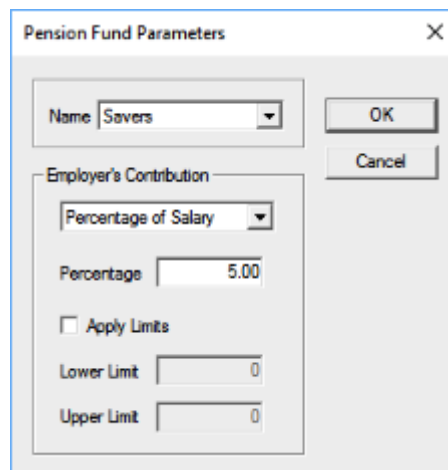 Pension Fund Parameters
Name Savers
OK
Cancel
Employer's Contribution
Percentage of Salary
Percentage 5.00
Apply Limits
Lower Limit 0
Upper Limit 0